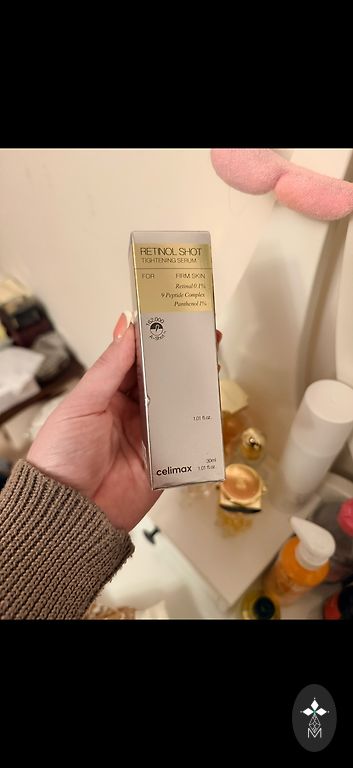 RETINOL SHOT
TIGHTENING SERUM
FOR FIRM SKIN
Retinal 0.1%
9 Peptide Complex
Panthenol 1%
1.01 fl.oz.
30ml
celimax 1.01 fl.oz.
M